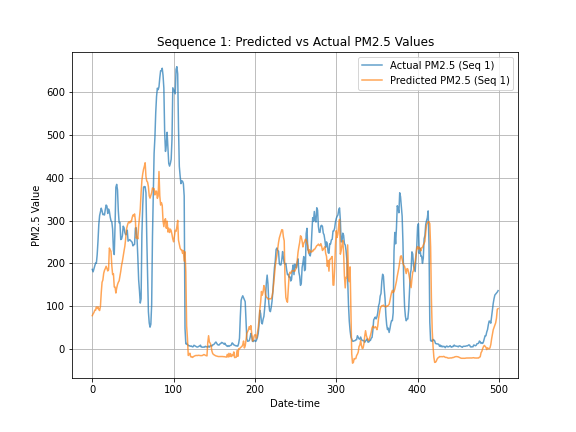 Sequence 1: Predicted vs Actual PM2.5 Values
Actual PM2.5 (Seq 1)
Predicted PM2.5 (Seq 1)
PM2.5 Value
600
500
400
300
200
100
0
0 100 200 300 400 500
Date-time